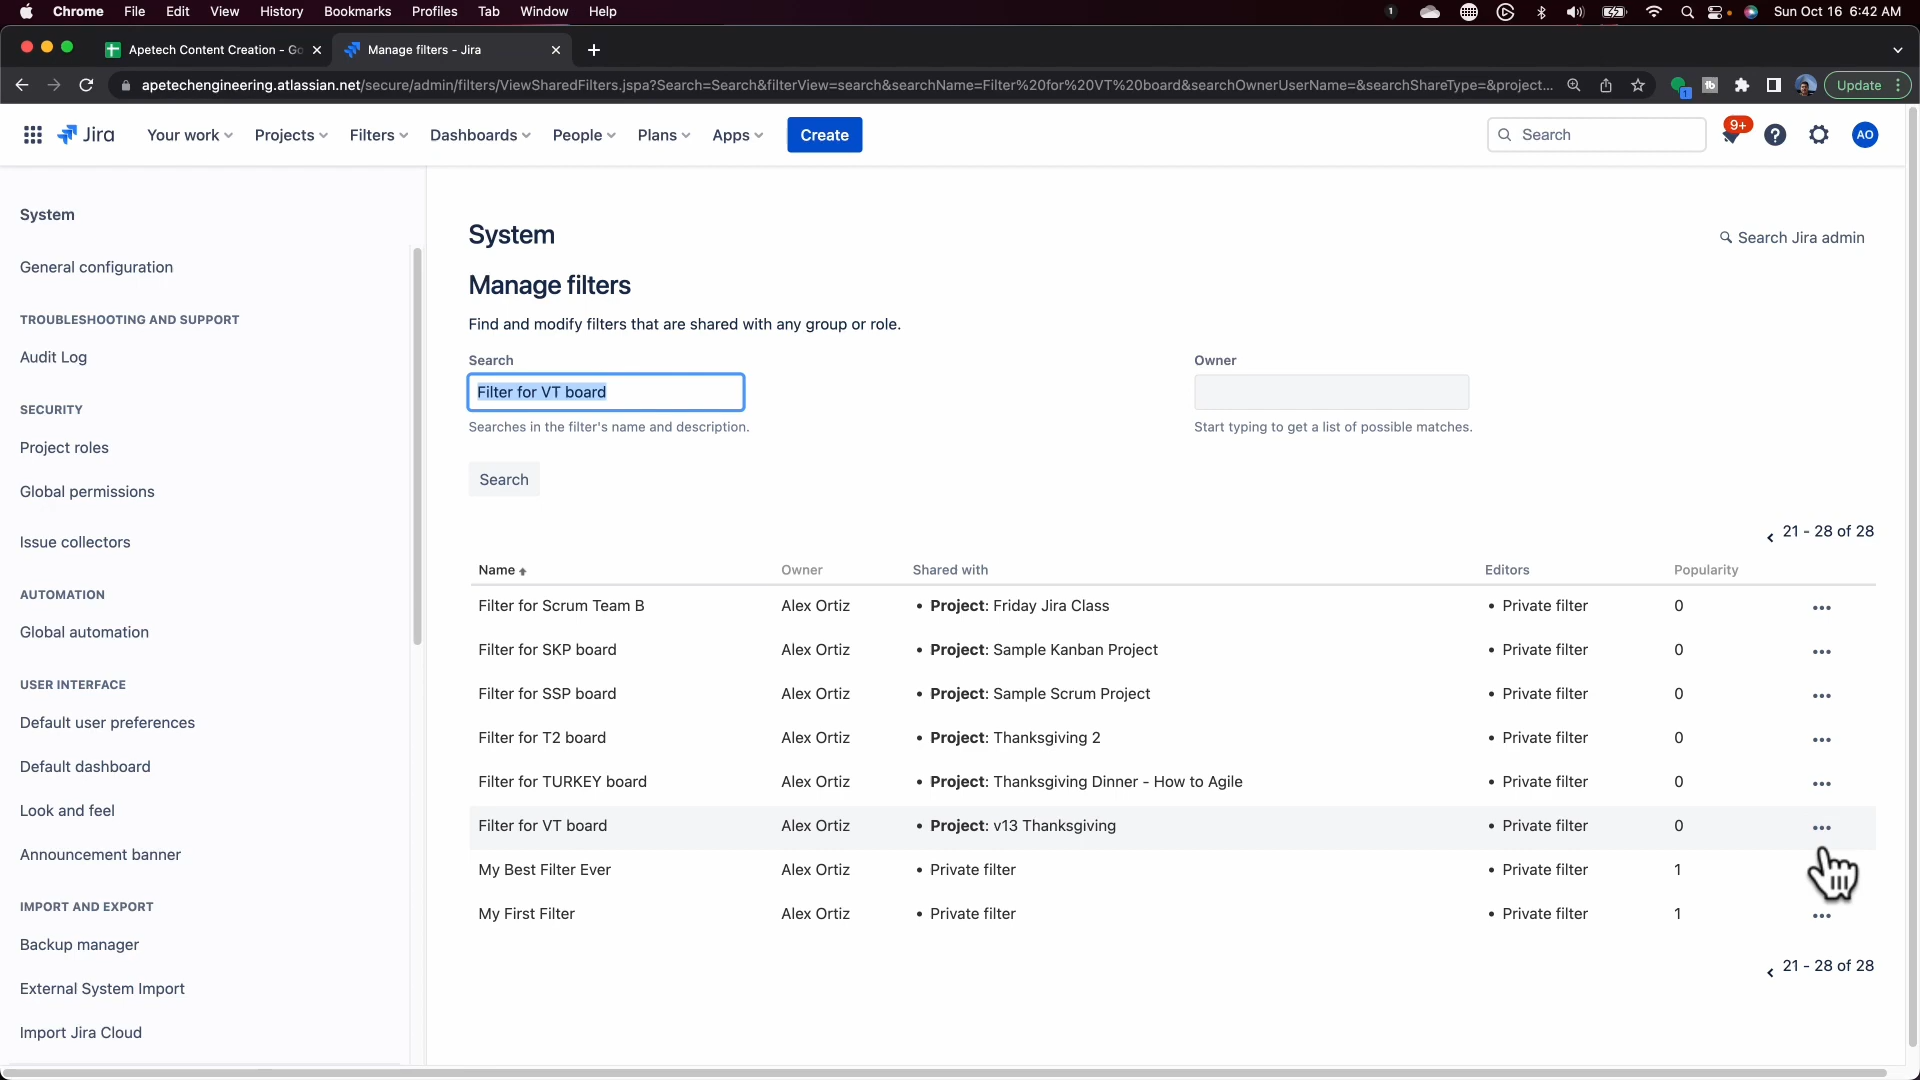 Chrome File Edit View History Bookmarks Profiles Tab Window Help
1 Sun Oct 16 6:42 AM
Apetech Content Creation - Go
Manage filters - Jira
apetechengineering.atlassian.net/secure/admin/filters/ViewSharedFilters.jspa?Search=Search&filterView=search&searchName=Filter%20for%20VT%20board&searchOwnerUserName=&searchShareType=&project...
1 tb Update
Jira Your work Projects Filters Dashboards People Plans Apps Create
Search 9+ ? AO
System
General configuration
TROUBLESHOOTING AND SUPPORT
Audit Log
SECURITY
Project roles
Global permissions
Issue collectors
AUTOMATION
Global automation
USER INTERFACE
Default user preferences
Default dashboard
Look and feel
Announcement banner
IMPORT AND EXPORT
Backup manager
External System Import
Import Jira Cloud
System
Search Jira admin
Manage filters
Find and modify filters that are shared with any group or role.
Search
Owner
Filter for VT board
Searches in the filter's name and description.
Start typing to get a list of possible matches.
Search
21 - 28 of 28
Name Owner Shared with Editors Popularity
Filter for Scrum Team B Alex Ortiz • Project: Friday Jira Class • Private filter 0
Filter for SKP board Alex Ortiz • Project: Sample Kanban Project • Private filter 0
Filter for SSP board Alex Ortiz • Project: Sample Scrum Project • Private filter 0
Filter for T2 board Alex Ortiz • Project: Thanksgiving 2 • Private filter 0
Filter for TURKEY board Alex Ortiz • Project: Thanksgiving Dinner - How to Agile • Private filter 0
Filter for VT board Alex Ortiz • Project: v13 Thanksgiving • Private filter 0
My Best Filter Ever Alex Ortiz • Private filter • Private filter 1
My First Filter Alex Ortiz • Private filter • Private filter 1
21 - 28 of 28